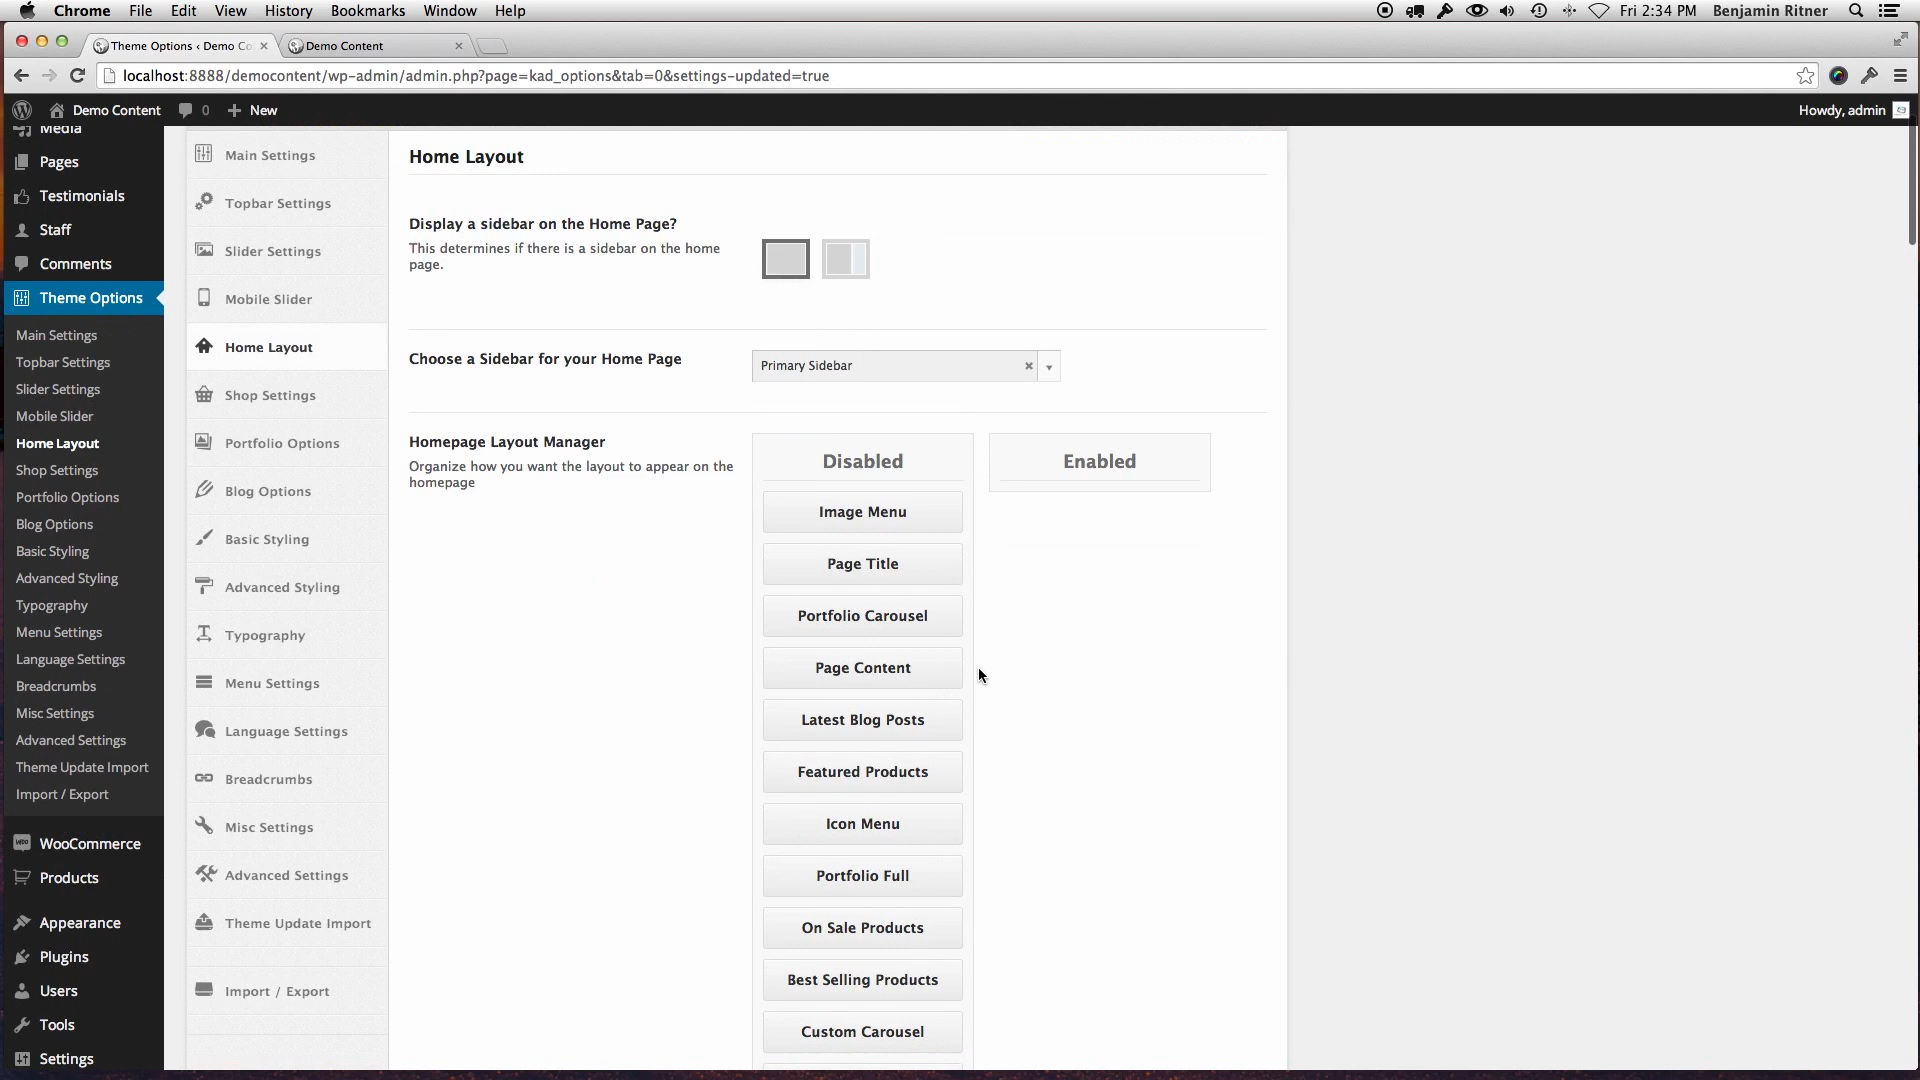 Chrome File Edit View History Bookmarks Window Help
Fri 2:34 PM Benjamin Ritner
Theme Options ‹ Demo Co
Demo Content
localhost:8888/democontent/wp-admin/admin.php?page=kad_options&tab=0&settings-updated=true
Demo Content 0 + New
Howdy, admin
Media
Pages
Testimonials
Staff
Comments
Theme Options
Main Settings
Topbar Settings
Slider Settings
Mobile Slider
Home Layout
Shop Settings
Portfolio Options
Blog Options
Basic Styling
Advanced Styling
Typography
Menu Settings
Language Settings
Breadcrumbs
Misc Settings
Advanced Settings
Theme Update Import
Import / Export
WooCommerce
Products
Appearance
Plugins
Users
Tools
Settings
Main Settings
Topbar Settings
Slider Settings
Mobile Slider
Home Layout
Shop Settings
Portfolio Options
Blog Options
Basic Styling
Advanced Styling
Typography
Menu Settings
Language Settings
Breadcrumbs
Misc Settings
Advanced Settings
Theme Update Import
Import / Export
Home Layout
Display a sidebar on the Home Page?
This determines if there is a sidebar on the home
page.
Choose a Sidebar for your Home Page
Primary Sidebar
Homepage Layout Manager
Organize how you want the layout to appear on the
homepage
Disabled
Image Menu
Page Title
Portfolio Carousel
Page Content
Latest Blog Posts
Featured Products
Icon Menu
Portfolio Full
On Sale Products
Best Selling Products
Custom Carousel
Enabled